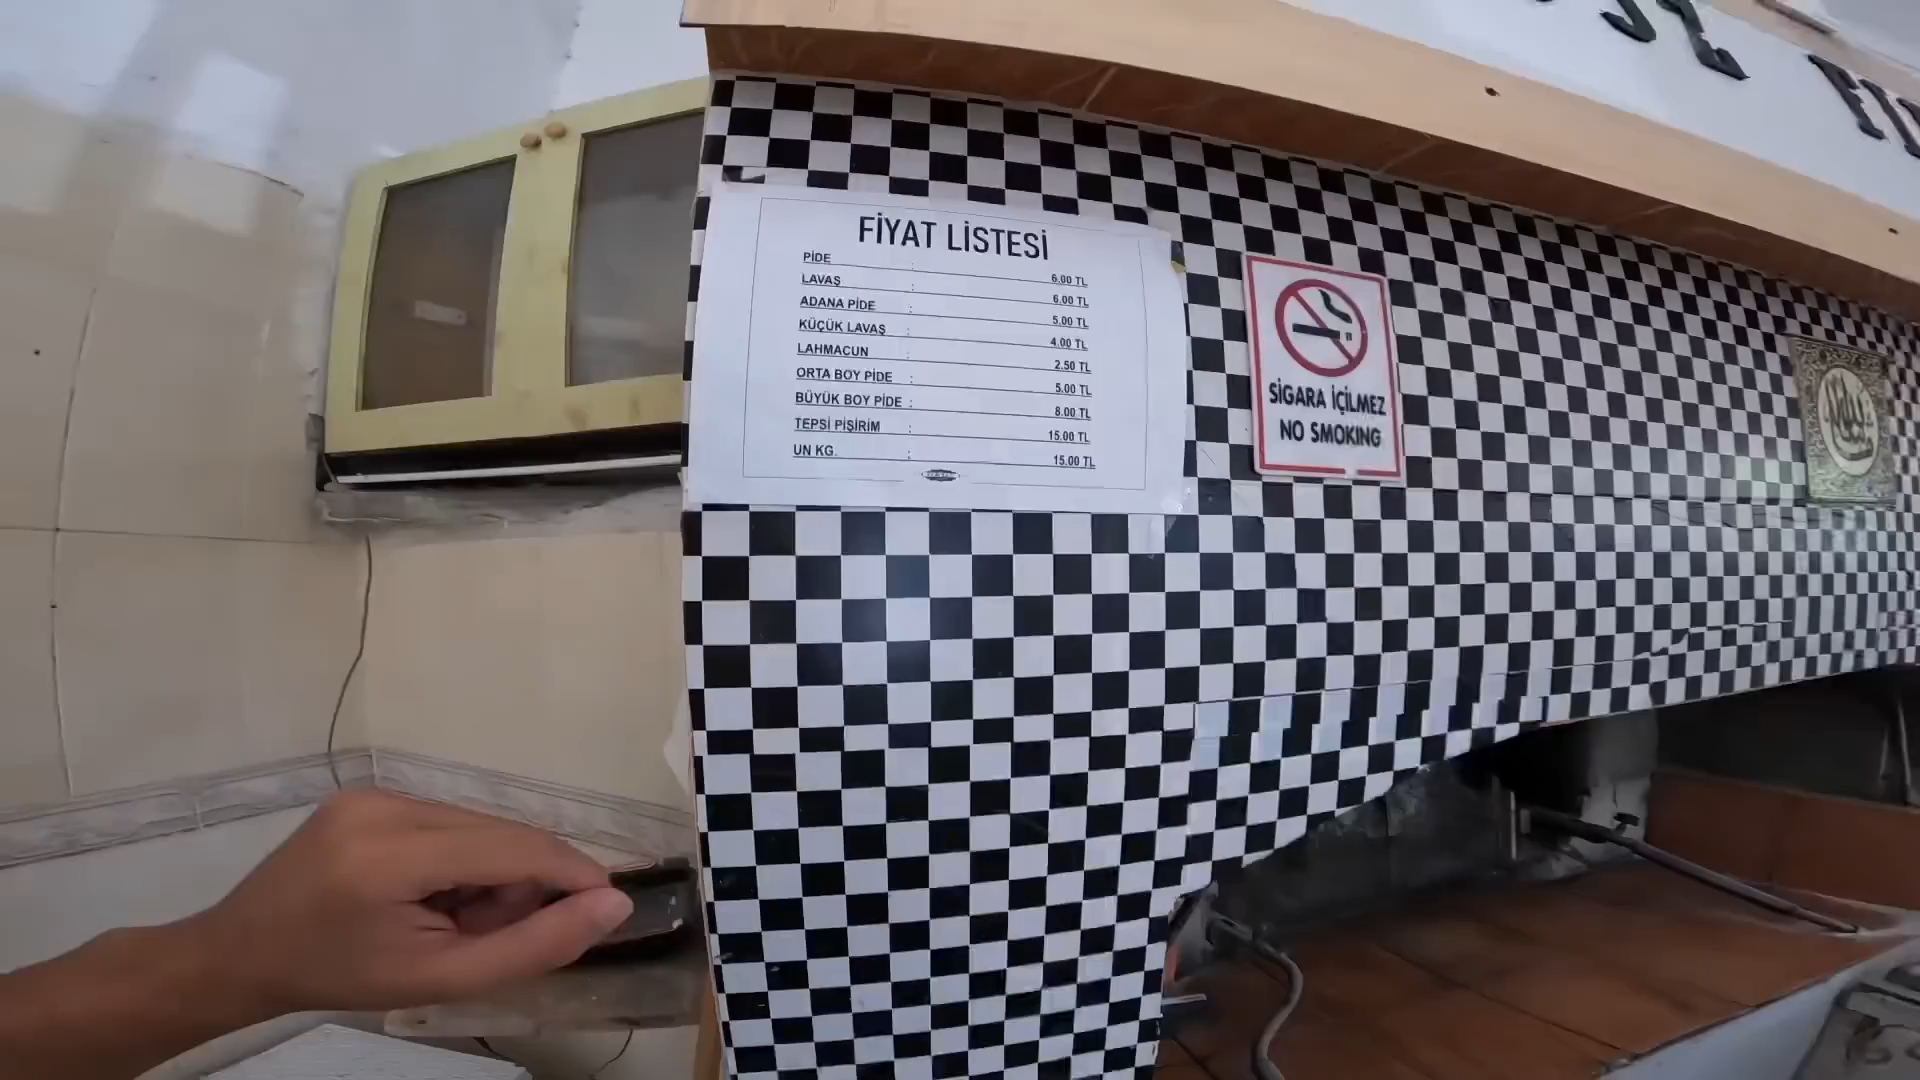 FİYAT LİSTESİ
PİDE : 6.00 TL
LAVAŞ : 6.00 TL
ADANA PİDE : 5.00 TL
KÜÇÜK LAVAŞ : 4.00 TL
LAHMACUN : 2.50 TL
ORTA BOY PİDE : 5.00 TL
BÜYÜK BOY PİDE : 8.00 TL
TEPSİ PİŞİRİM : 15.00 TL
UN KG. : 15.00 TL
SİGARA İÇİLMEZ
NO SMOKING